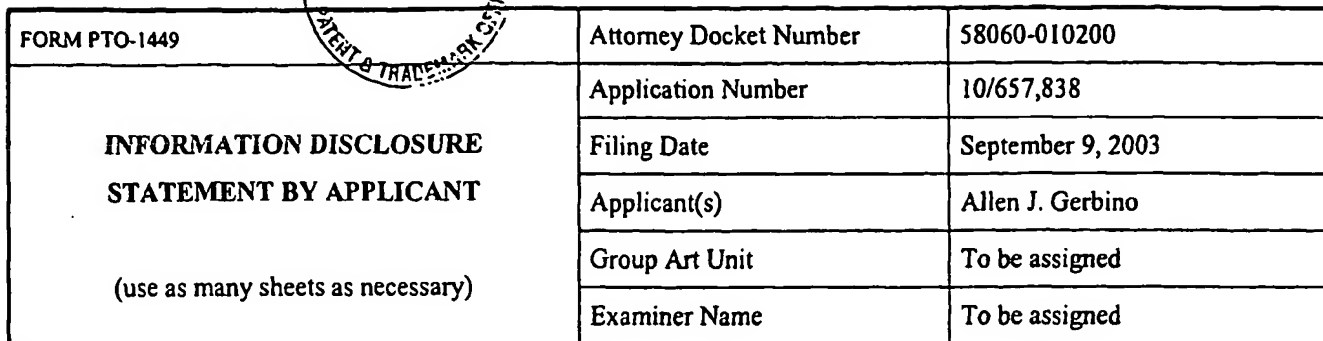 FORM PTO-1449
PATENT & TRADEMARK
INFORMATION DISCLOSURE
STATEMENT BY APPLICANT
(use as many sheets as necessary)
Attorney Docket Number 58060-010200
Application Number 10/657,838
Filing Date September 9, 2003
Applicant(s) Allen J. Gerbino
Group Art Unit To be assigned
Examiner Name To be assigned